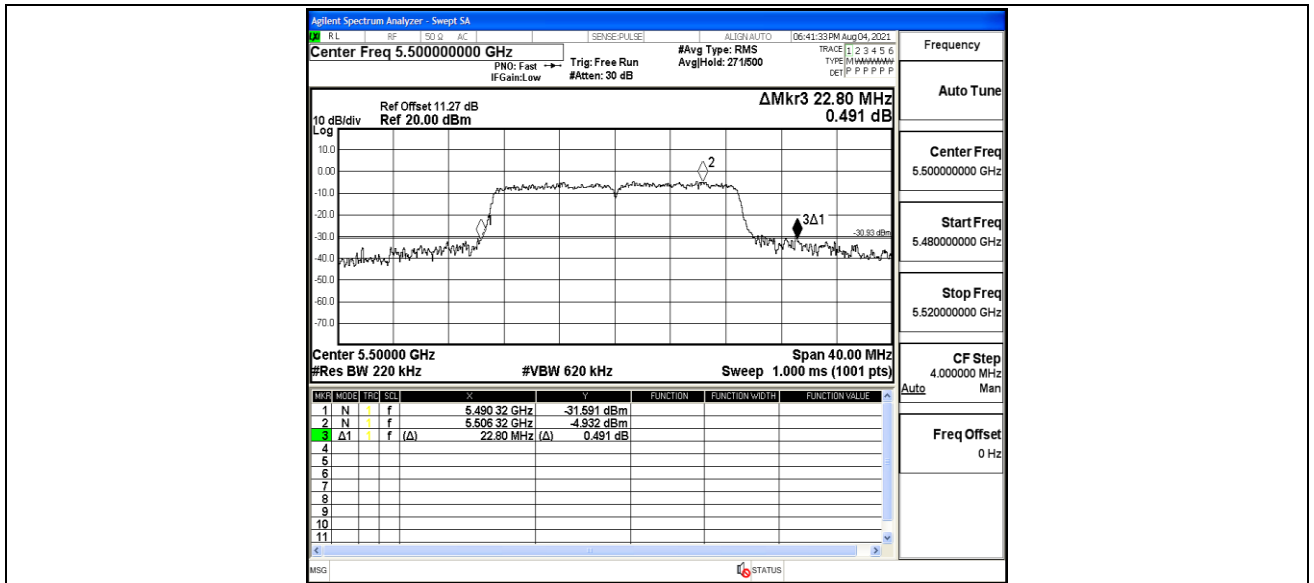 Agilent Spectrum Analyzer - Swept SA
LXI RL RF 50 Ω AC SENSE:PULSE ALIGN AUTO 06:41:33 PM Aug 04, 2021
Center Freq 5.500000000 GHz
PNO: Fast
IFGain:Low
Trig: Free Run
#Atten: 30 dB
#Avg Type: RMS
Avg|Hold: 271/500
TRACE 1 2 3 4 5 6
TYPE M W W W W W
DET P P P P P P
Ref Offset 11.27 dB
10 dB/div Ref 20.00 dBm
Log
ΔMkr3 22.80 MHz
0.491 dB
10.0
0.00
-10.0
-20.0
-30.0
-40.0
-50.0
-60.0
-70.0
2
3Δ1
-30.93 dBm
Center 5.50000 GHz Span 40.00 MHz
#Res BW 220 kHz #VBW 620 kHz Sweep 1.000 ms (1001 pts)
MKR MODE TRC SCL X Y FUNCTION FUNCTION WIDTH FUNCTION VALUE
1 N 1 f 5.490 32 GHz -31.591 dBm
2 N 1 f 5.506 32 GHz -4.932 dBm
3 Δ1 1 f (Δ) 22.80 MHz (Δ) 0.491 dB
4
5
6
7
8
9
10
11
MSG STATUS
Frequency
Auto Tune
Center Freq
5.500000000 GHz
Start Freq
5.480000000 GHz
Stop Freq
5.520000000 GHz
CF Step
4.000000 MHz
Auto Man
Freq Offset
0 Hz